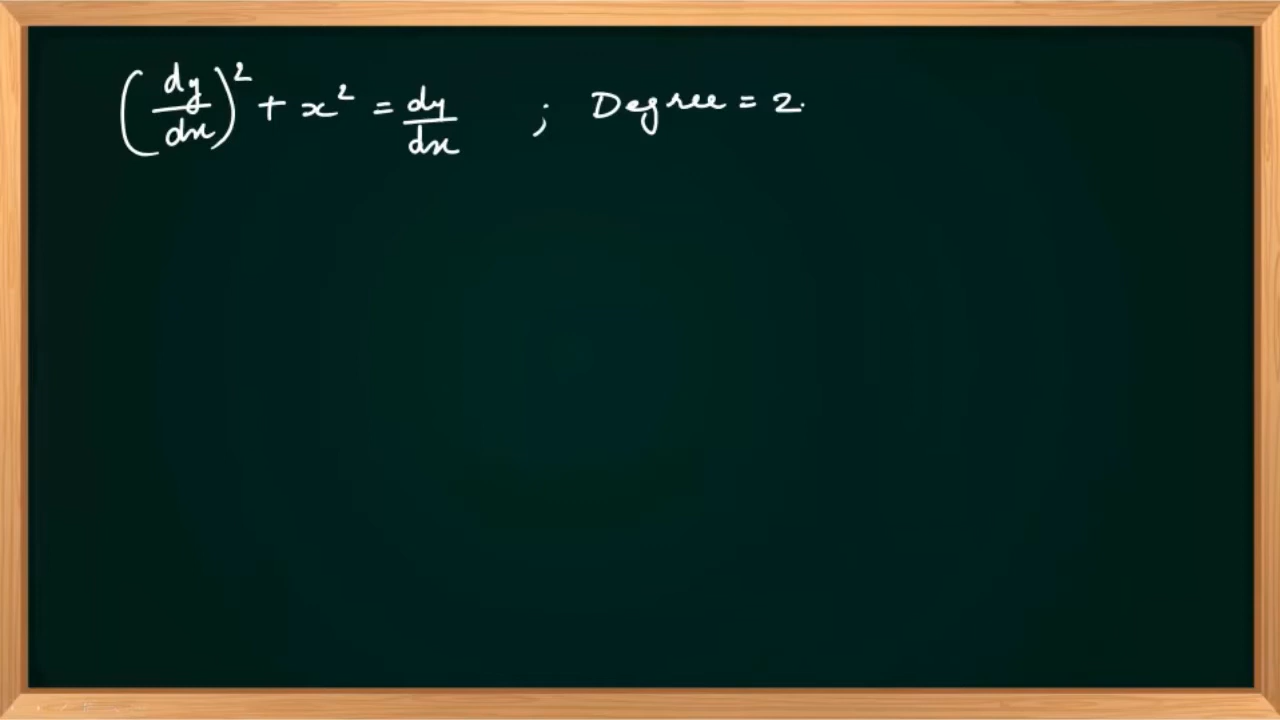 (dy/dx)² + x² = dy/dx ; Degree = 2.